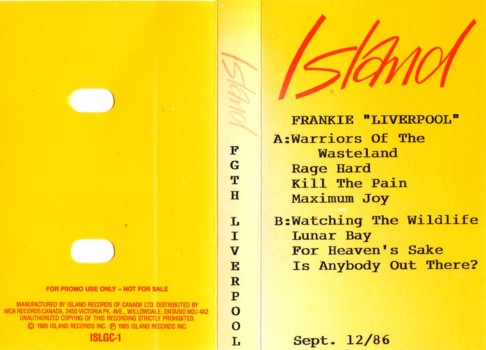 Island
FRANKIE "LIVERPOOL"
A:Warriors Of The
Wasteland
Rage Hard
Kill The Pain
Maximum Joy
B:Watching The Wildlife
Lunar Bay
For Heaven's Sake
Is Anybody Out There?
Sept. 12/86
Island
FGTH LIVERPOOL
FOR PROMO USE ONLY – NOT FOR SALE
MANUFACTURED BY ISLAND RECORDS OF CANADA LTD. DISTRIBUTED BY
MCA RECORDS CANADA, 2450 VICTORIA PK. AVE., WILLOWDALE, ONTARIO M2J 4A2.
UNAUTHORIZED COPYING OF THIS RECORDING STRICTLY PROHIBITED.
© 1985 ISLAND RECORDS INC. ℗ 1985 ISLAND RECORDS INC.
ISLGC-1